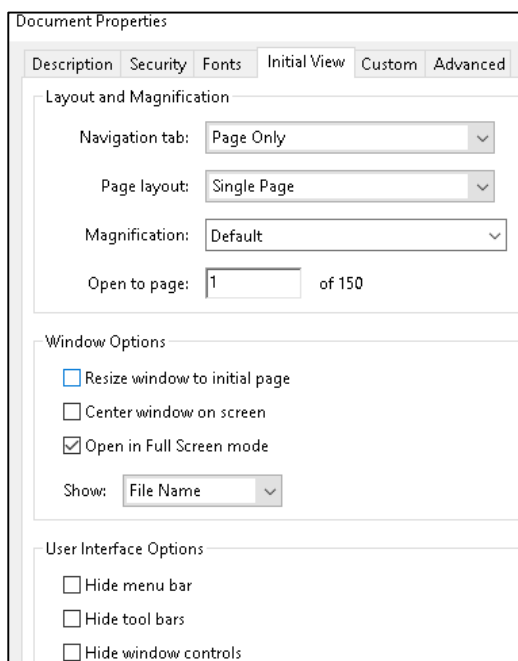 Document Properties
Description Security Fonts Initial View Custom Advanced
Layout and Magnification
Navigation tab: Page Only
Page layout: Single Page
Magnification: Default
Open to page: 1 of 150
Window Options
Resize window to initial page
Center window on screen
Open in Full Screen mode
Show: File Name
User Interface Options
Hide menu bar
Hide tool bars
Hide window controls